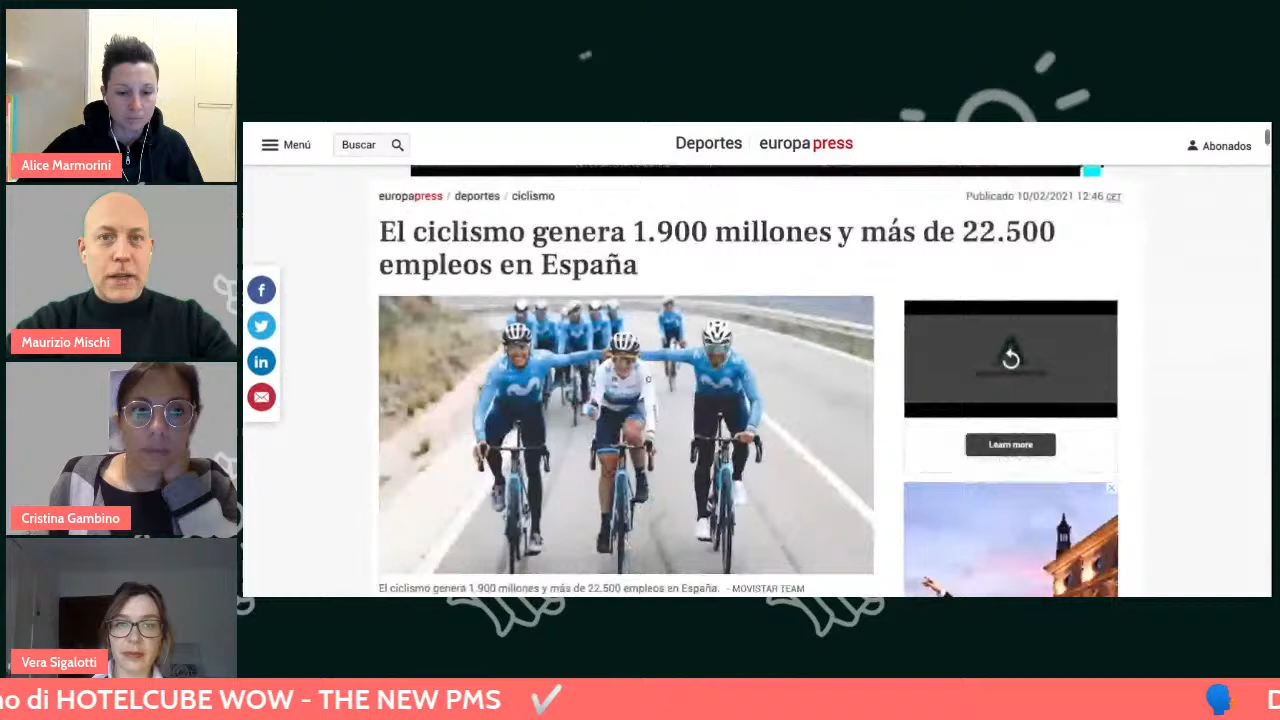 Alice Marmorini
Maurizio Mischi
Cristina Gambino
Vera Sigalotti
Menú
Buscar
Deportes europa press
Abonados
europapress / deportes / ciclismo
Publicado 10/02/2021 12:46 CET
El ciclismo genera 1.900 millones y más de 22.500
empleos en España
Learn more
El ciclismo genera 1.900 millones y más de 22.500 empleos en España. - MOVISTAR TEAM
di HOTELCUBE WOW - THE NEW PMS